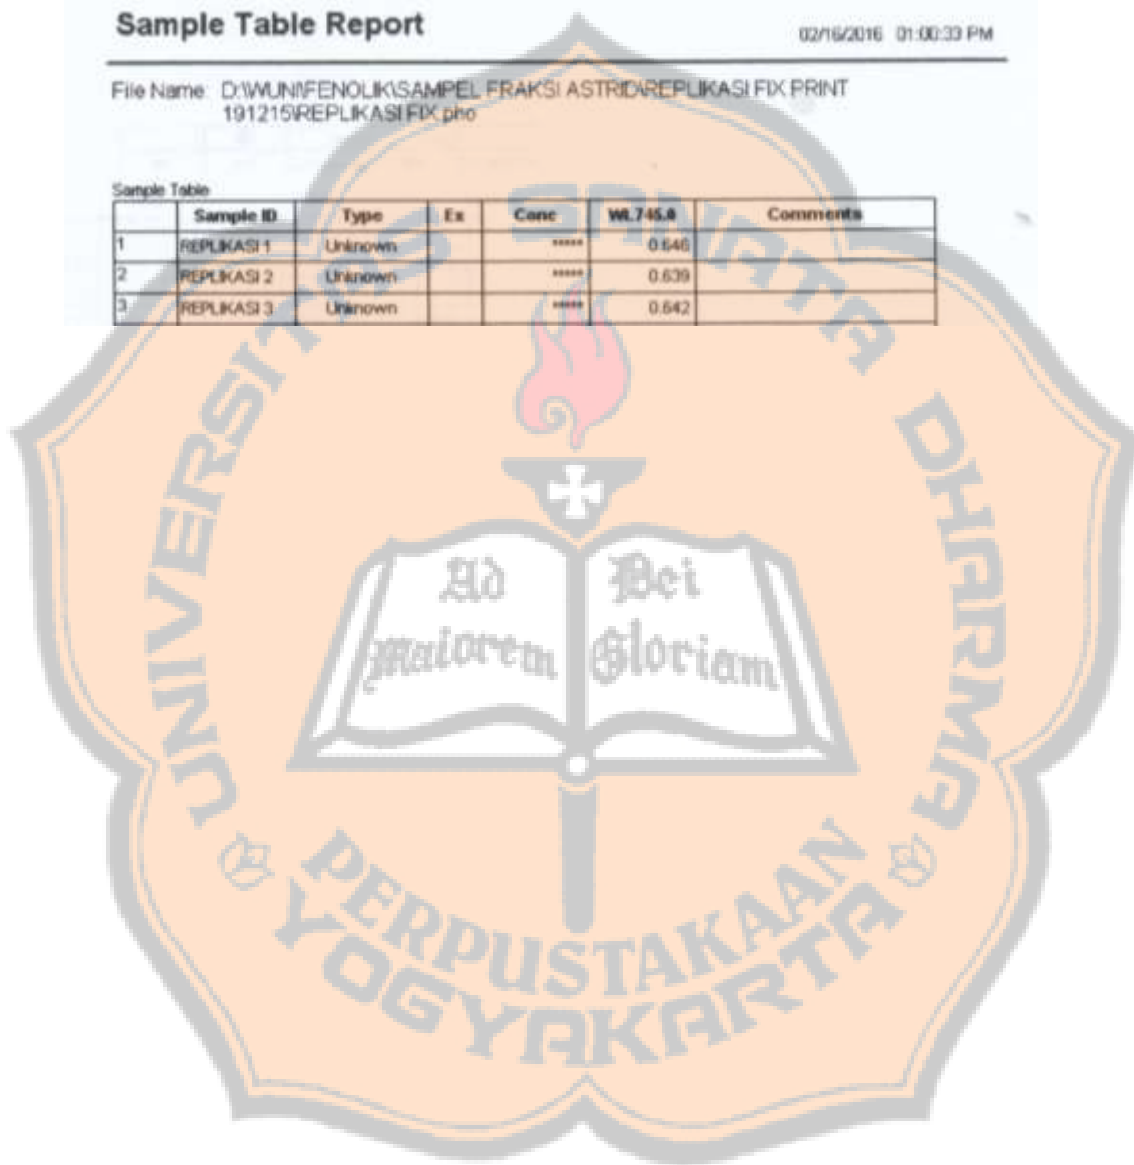 Sample Table Report
02/16/2016 01:00:33 PM
File Name: D:\WUNI\FENOLIK\SAMPEL FRAKSI ASTRID\REPLIKASI FIX PRINT
191215\REPLIKASI FIX.pho
Sample Table
Sample ID Type Ex Conc WL745.0 Comments
1 REPLIKASI 1 Unknown ***** 0.646
2 REPLIKASI 2 Unknown ***** 0.639
3 REPLIKASI 3 Unknown ***** 0.642
UNIVERSITAS SANATA DHARMA
Ad Dei
Maiorem Gloriam
PERPUSTAKAAN
YOGYAKARTA